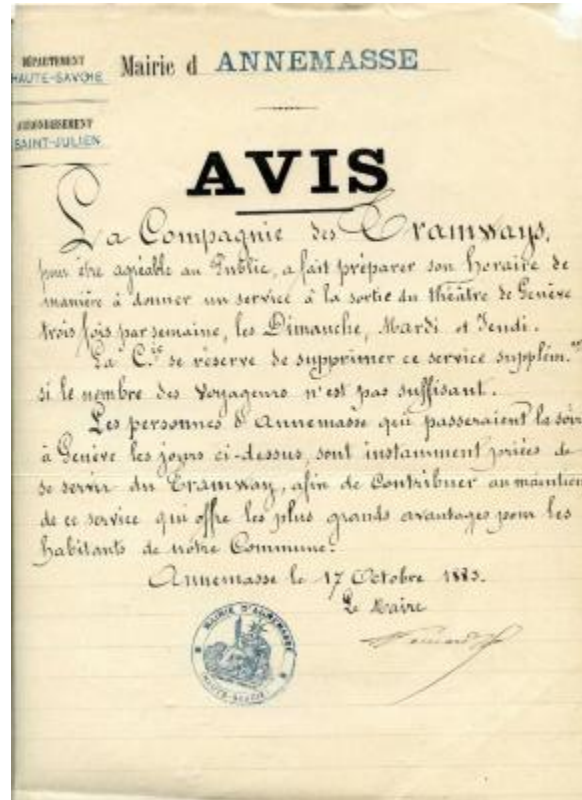 DÉPARTEMENT
HAUTE-SAVOIE
Mairie d ANNEMASSE
ARRONDISSEMENT
SAINT-JULIEN
AVIS
La Compagnie des Tramways,
pour être agréable au Public, a fait préparer son horaire de
manière à donner un service à la sortie du théâtre de Genève
trois fois par semaine, les Dimanche, Mardi et Jeudi.
La Cie se réserve de supprimer ce service supplém.re
si le nombre des Voyageurs n'est pas suffisant.
Les personnes d'Annemasse qui passeraient la soirée
à Genève les jours ci-dessus, sont instamment priées de
se servir du Tramway, afin de Contribuer au maintien
de ce service qui offre les plus grands avantages pour les
habitants de notre Commune.
Annemasse le 17 Octobre 1883.
Le Maire
MAIRIE D'ANNEMASSE
HAUTE-SAVOIE